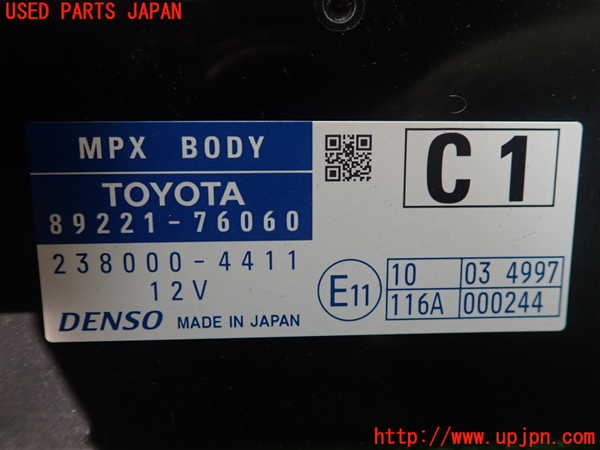 USED PARTS JAPAN
MPX BODY
C1
TOYOTA
89221-76060
238000-4411
12V
DENSO MADE IN JAPAN
E11
10 03 4997
116A 000244
UPJ http://www.upjpn.com/